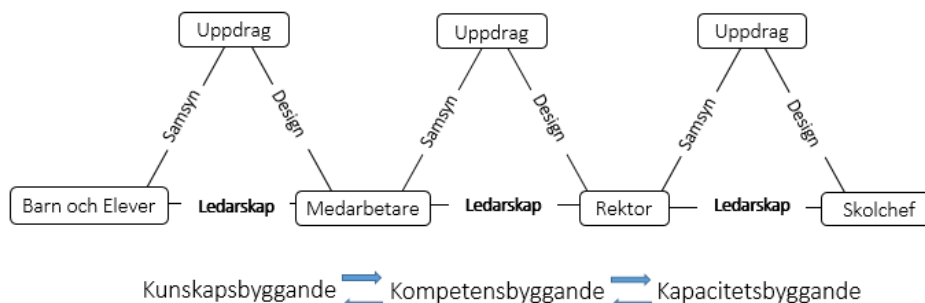 Uppdrag Uppdrag Uppdrag
Samsyn Design Samsyn Design Samsyn Design
Barn och Elever Ledarskap Medarbetare Ledarskap Rektor Ledarskap Skolchef
Kunskapsbyggande Kompetensbyggande Kapacitetsbyggande